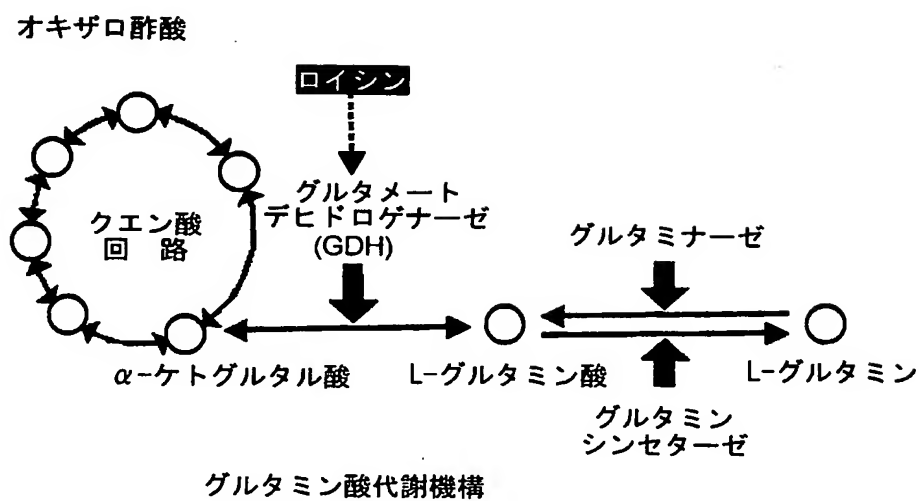 オキザロ酢酸
ロイシン
グルタメート
デヒドロゲナーゼ
(GDH)
クエン酸
回 路
グルタミナーゼ
α-ケトグルタル酸
L-グルタミン酸
L-グルタミン
グルタミン
シンセターゼ
グルタミン酸代謝機構